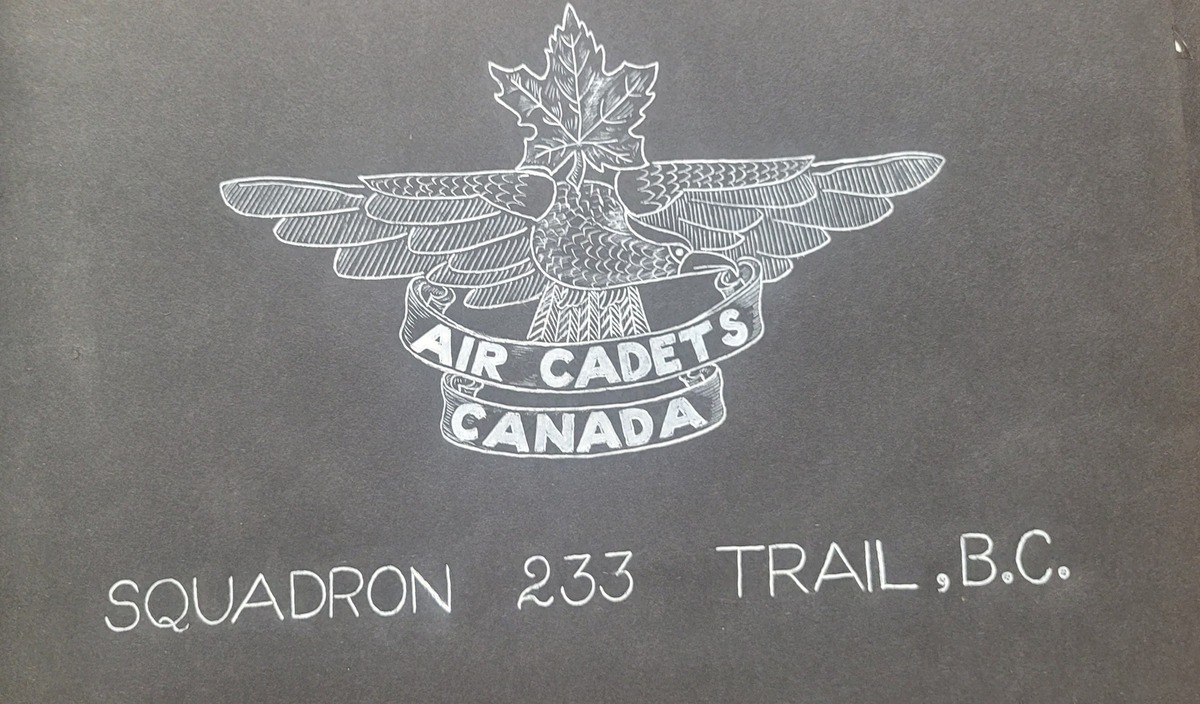 AIR CADETS
CANADA
SQUADRON 233 TRAIL, B.C.